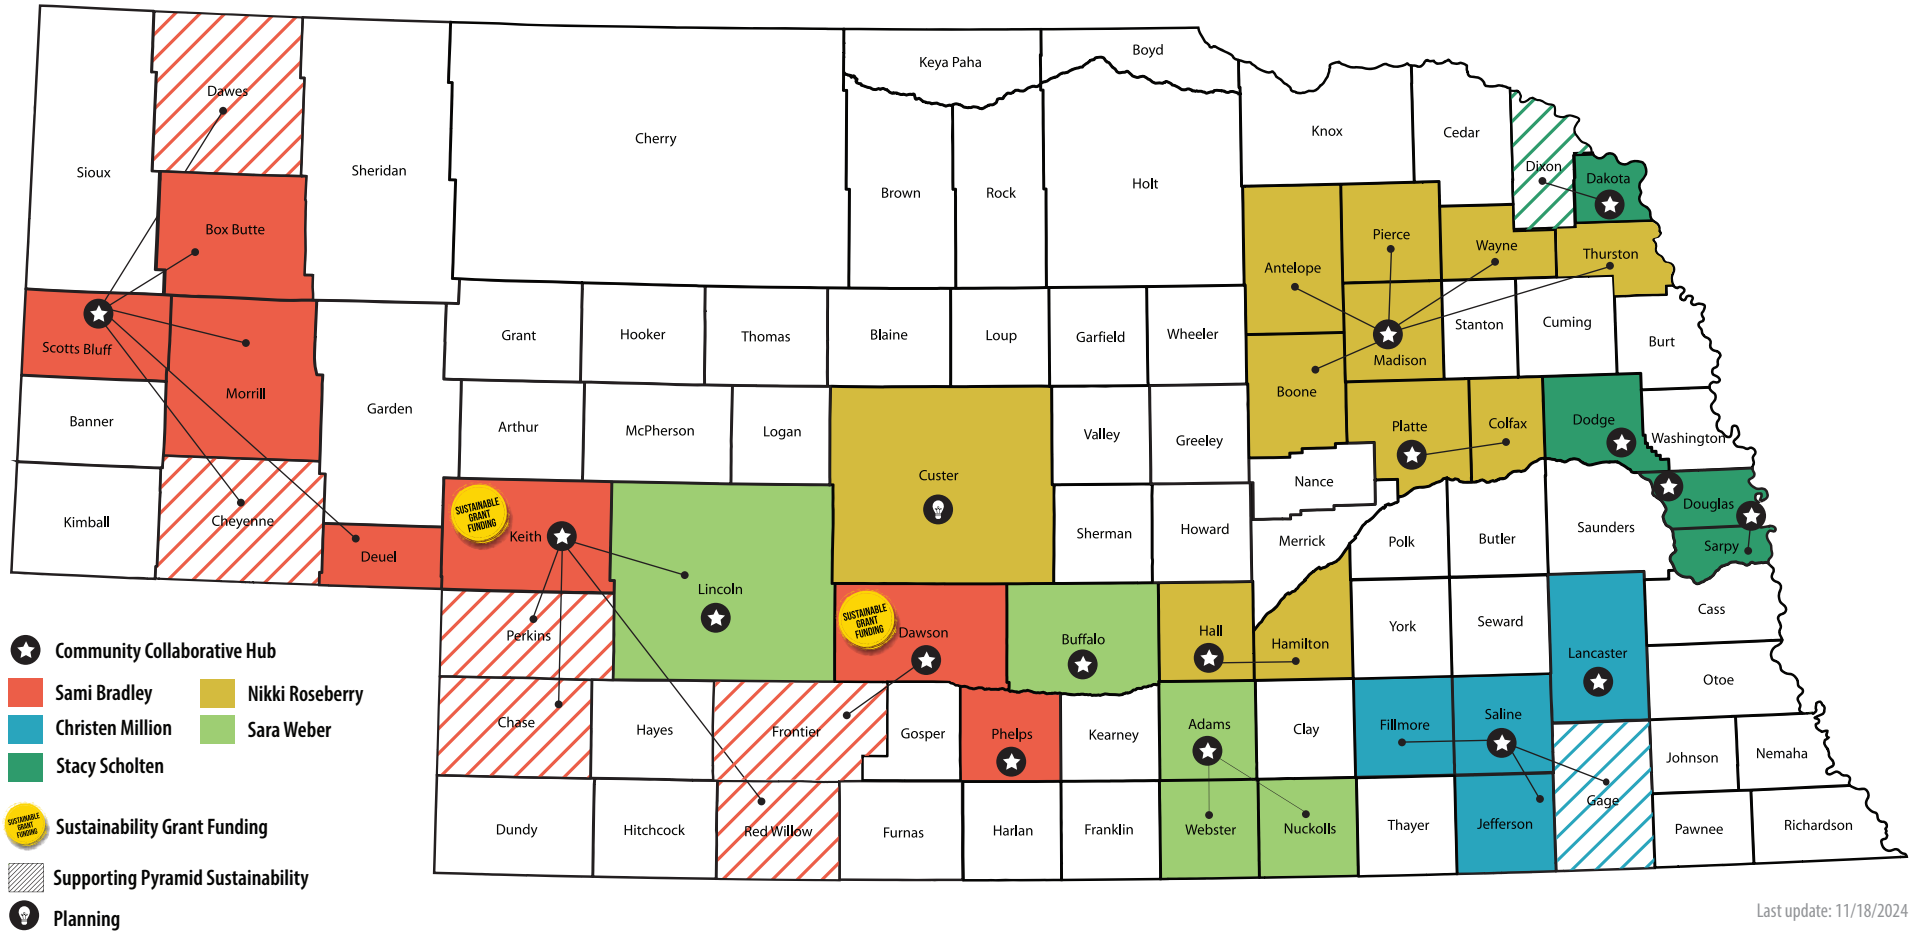 Boyd
Keya Paha
Dawes
Knox
Cedar
Cherry
Dixon
Sioux
Sheridan
Brown
Rock
Holt
Dakota
Box Butte
Pierce
Wayne
Thurston
Antelope
Scotts Bluff
Grant
Hooker
Thomas
Blaine
Loup
Garfield
Wheeler
Madison
Stanton
Cuming
Burt
Morrill
Garden
Boone
Banner
Arthur
McPherson
Logan
Valley
Greeley
Platte
Colfax
Dodge
Washington
Custer
Nance
Kimball
Cheyenne
SUSTAINABLE
GRANT
FUNDING
Keith
Sherman
Howard
Merrick
Polk
Butler
Saunders
Douglas
Sarpy
Deuel
Lincoln
Perkins
SUSTAINABLE
GRANT
FUNDING
Dawson
Buffalo
Hall
Hamilton
York
Seward
Cass
Lancaster
Otoe
Chase
Hayes
Frontier
Gosper
Phelps
Kearney
Adams
Clay
Fillmore
Saline
Johnson
Nemaha
Gage
Dundy
Hitchcock
Red Willow
Furnas
Harlan
Franklin
Webster
Nuckolls
Thayer
Jefferson
Pawnee
Richardson
Community Collaborative Hub
Sami Bradley
Nikki Roseberry
Christen Million
Sara Weber
Stacy Scholten
SUSTAINABLE
GRANT
FUNDING
Sustainability Grant Funding
Supporting Pyramid Sustainability
Planning
Last update: 11/18/2024